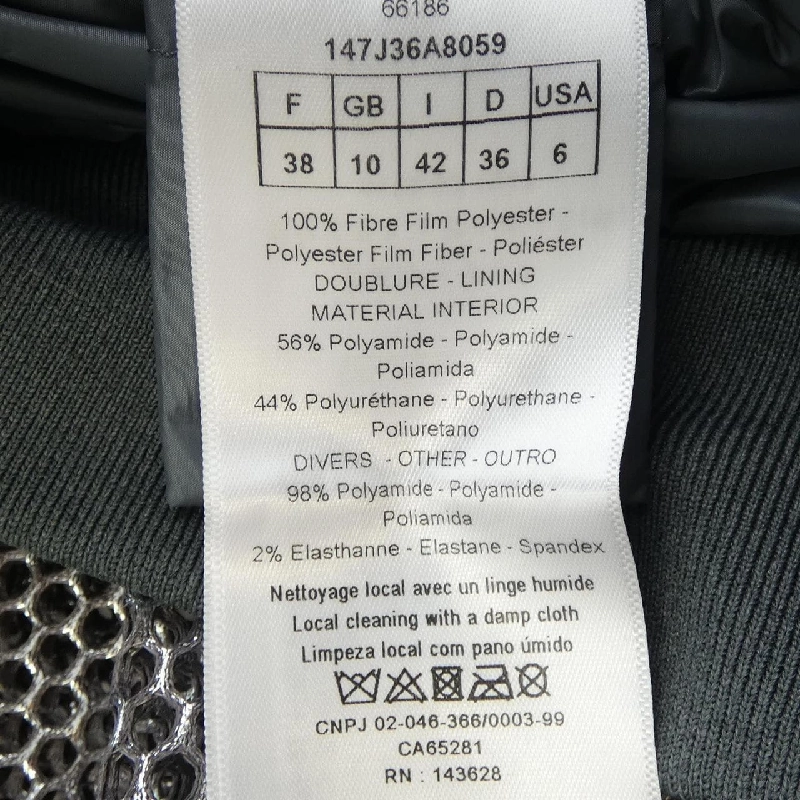 66186
147J36A8059
F GB I D USA
38 10 42 36 6
100% Fibre Film Polyester -
Polyester Film Fiber - Poliéster
DOUBLURE - LINING
MATERIAL INTERIOR
56% Polyamide - Polyamide -
Poliamida
44% Polyuréthane - Polyurethane -
Poliuretano
DIVERS - OTHER - OUTRO
98% Polyamide - Polyamide -
Poliamida
2% Elasthanne - Elastane - Spandex
Nettoyage local avec un linge humide
Local cleaning with a damp cloth
Limpeza local com pano úmido
CNPJ 02-046-366/0003-99
CA65281
RN : 143628